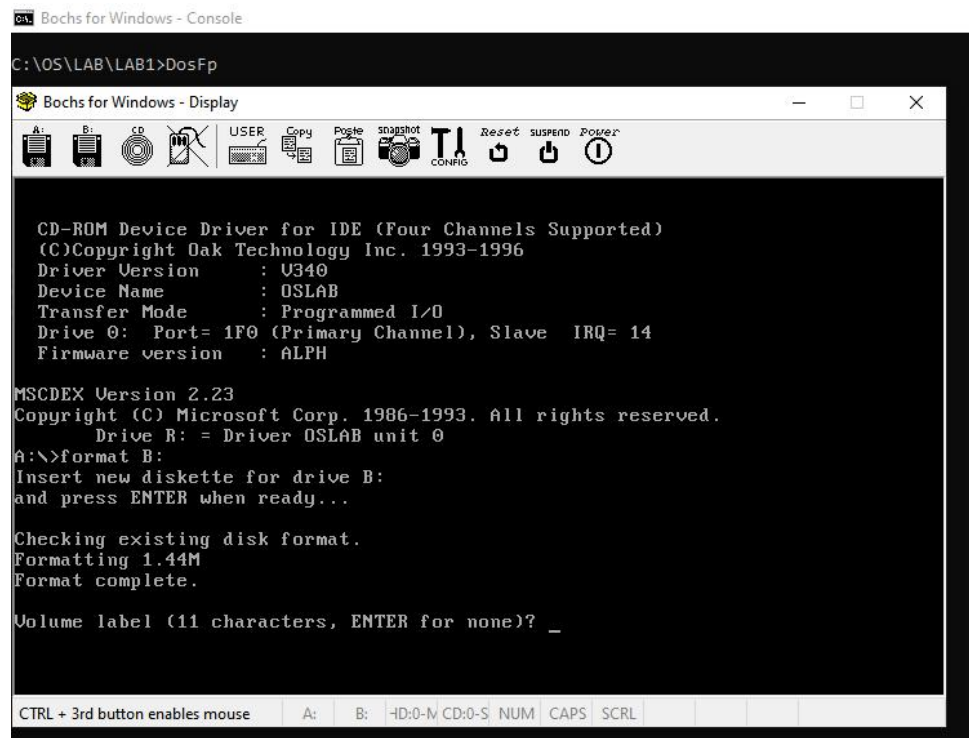 Bochs for Windows - Console
C:\OS\LAB\LAB1>DosFp
Bochs for Windows - Display
A: B: CD USER Copy Paste snapshot CONFIG Reset SUSPEND Power
CD-ROM Device Driver for IDE (Four Channels Supported)
(C)Copyright Oak Technology Inc. 1993-1996
Driver Version : V340
Device Name : OSLAB
Transfer Mode : Programmed I/O
Drive 0: Port= 1F0 (Primary Channel), Slave IRQ= 14
Firmware version : ALPH
MSCDEX Version 2.23
Copyright (C) Microsoft Corp. 1986-1993. All rights reserved.
Drive R: = Driver OSLAB unit 0
A:\>format B:
Insert new diskette for drive B:
and press ENTER when ready...
Checking existing disk format.
Formatting 1.44M
Format complete.
Volume label (11 characters, ENTER for none)? _
CTRL + 3rd button enables mouse A: B: HD:0-M CD:0-S NUM CAPS SCRL